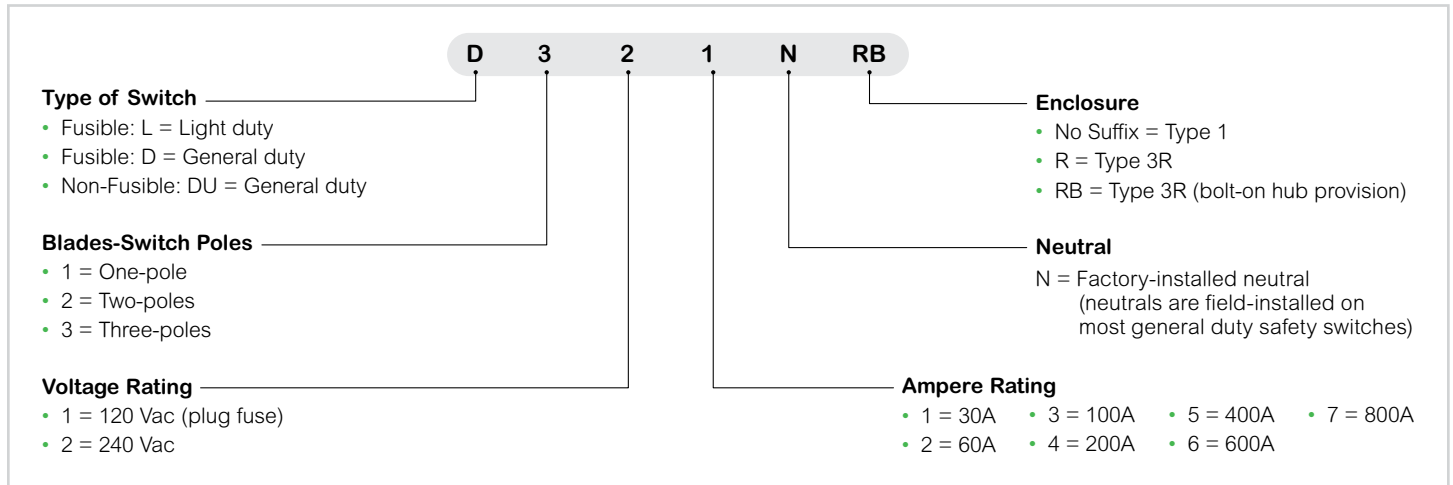 D 3 2 1 N RB
Type of Switch
• Fusible: L = Light duty
• Fusible: D = General duty
• Non-Fusible: DU = General duty
Blades-Switch Poles
• 1 = One-pole
• 2 = Two-poles
• 3 = Three-poles
Voltage Rating
• 1 = 120 Vac (plug fuse)
• 2 = 240 Vac
Enclosure
• No Suffix = Type 1
• R = Type 3R
• RB = Type 3R (bolt-on hub provision)
Neutral
N = Factory-installed neutral
(neutrals are field-installed on
most general duty safety switches)
Ampere Rating
• 1 = 30A • 3 = 100A • 5 = 400A • 7 = 800A
• 2 = 60A • 4 = 200A • 6 = 600A